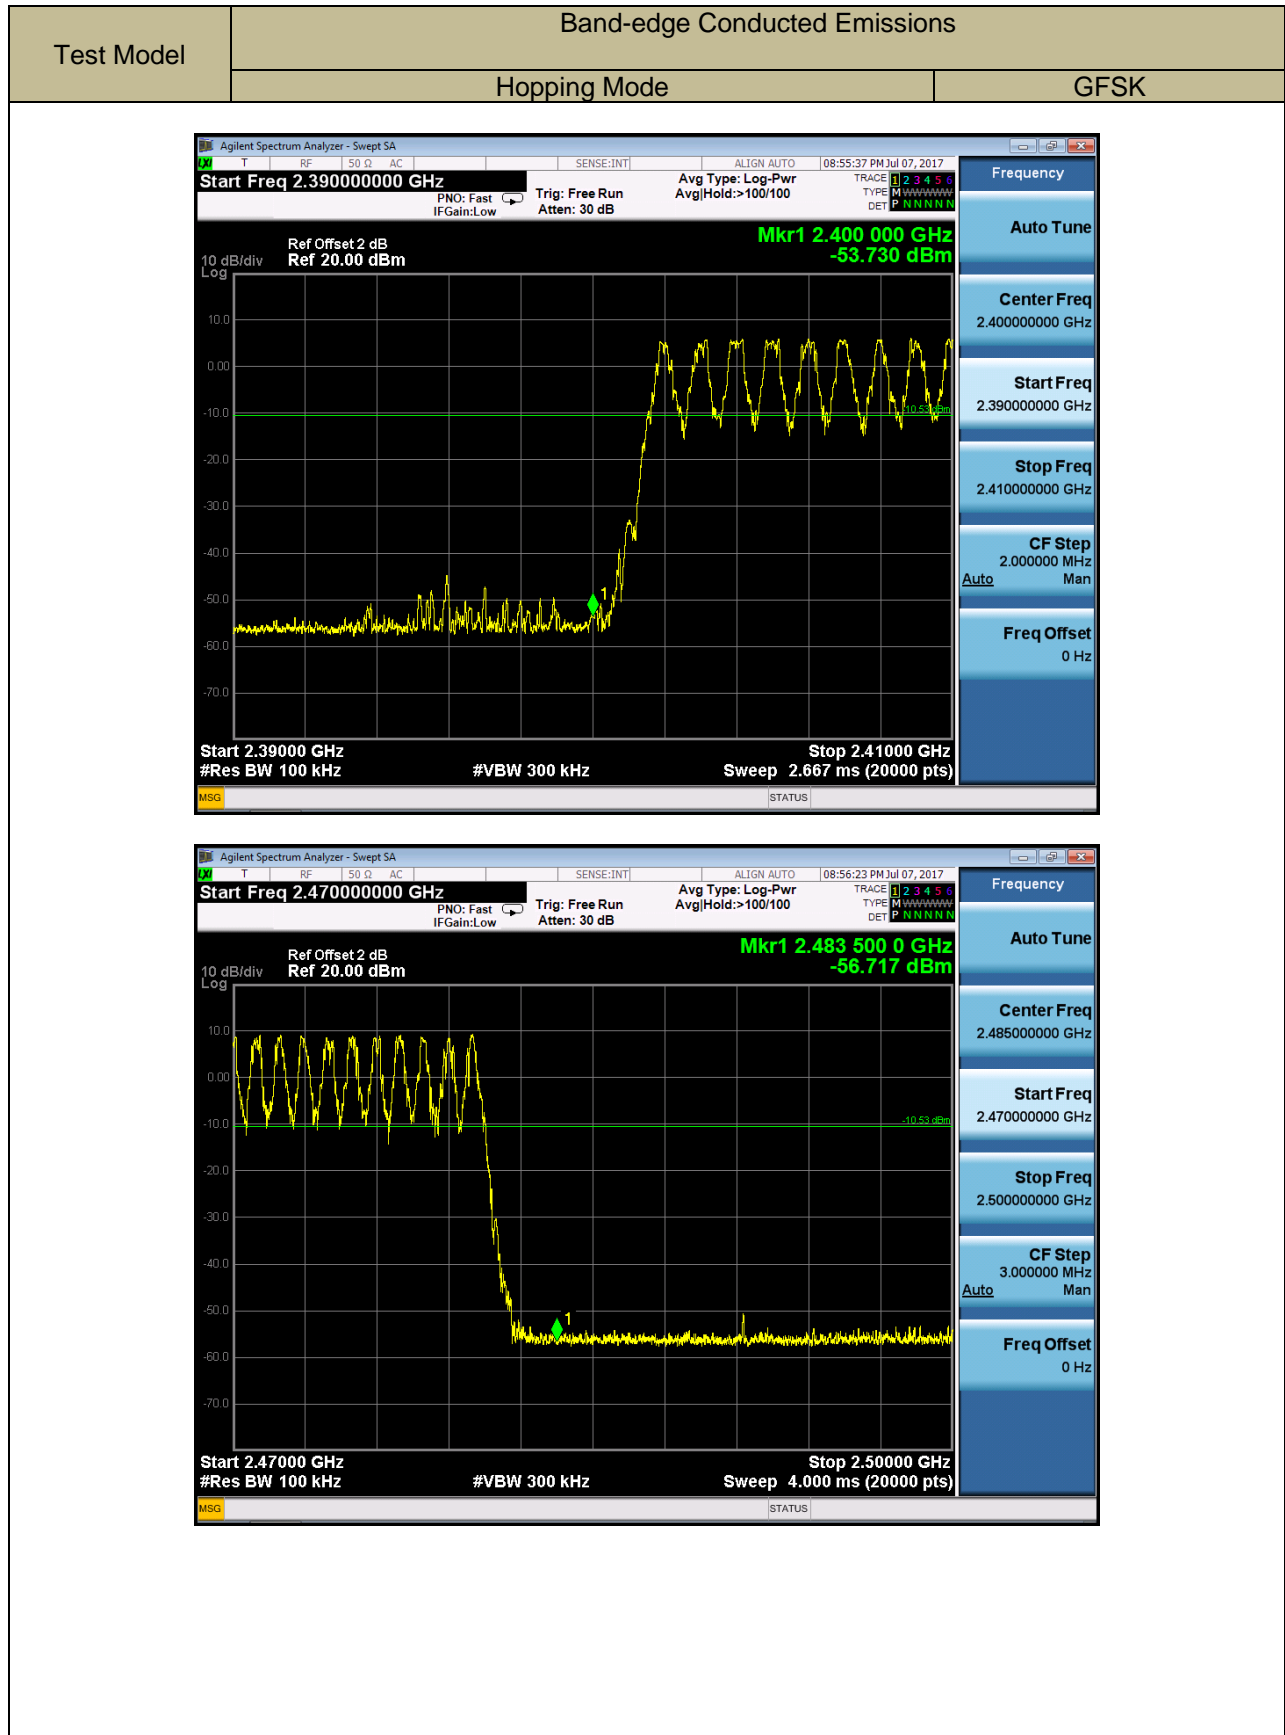 Test Model
Band-edge Conducted Emissions
Hopping Mode GFSK
Agilent Spectrum Analyzer - Swept SA
LXI T RF 50 Ω AC SENSE:INT ALIGN AUTO 08:55:37 PM Jul 07, 2017
Start Freq 2.390000000 GHz
PNO: Fast
IFGain:Low
Trig: Free Run
Atten: 30 dB
Avg Type: Log-Pwr
Avg|Hold:>100/100
TRACE 1 2 3 4 5 6
TYPE M WWWWW
DET P N N N N N
Mkr1 2.400 000 GHz
-53.730 dBm
Ref Offset 2 dB
10 dB/div Ref 20.00 dBm
Log
10.0
0.00
-10.0
-10.53 dBm
-20.0
-30.0
-40.0
-50.0
1
-60.0
-70.0
Start 2.39000 GHz Stop 2.41000 GHz
#Res BW 100 kHz #VBW 300 kHz Sweep 2.667 ms (20000 pts)
MSG STATUS
Frequency
Auto Tune
Center Freq
2.400000000 GHz
Start Freq
2.390000000 GHz
Stop Freq
2.410000000 GHz
CF Step
2.000000 MHz
Auto Man
Freq Offset
0 Hz
Agilent Spectrum Analyzer - Swept SA
LXI T RF 50 Ω AC SENSE:INT ALIGN AUTO 08:56:23 PM Jul 07, 2017
Start Freq 2.470000000 GHz
PNO: Fast
IFGain:Low
Trig: Free Run
Atten: 30 dB
Avg Type: Log-Pwr
Avg|Hold:>100/100
TRACE 1 2 3 4 5 6
TYPE M WWWWW
DET P N N N N N
Mkr1 2.483 500 0 GHz
-56.717 dBm
Ref Offset 2 dB
10 dB/div Ref 20.00 dBm
Log
10.0
0.00
-10.0
-10.53 dBm
-20.0
-30.0
-40.0
-50.0
1
-60.0
-70.0
Start 2.47000 GHz Stop 2.50000 GHz
#Res BW 100 kHz #VBW 300 kHz Sweep 4.000 ms (20000 pts)
MSG STATUS
Frequency
Auto Tune
Center Freq
2.485000000 GHz
Start Freq
2.470000000 GHz
Stop Freq
2.500000000 GHz
CF Step
3.000000 MHz
Auto Man
Freq Offset
0 Hz